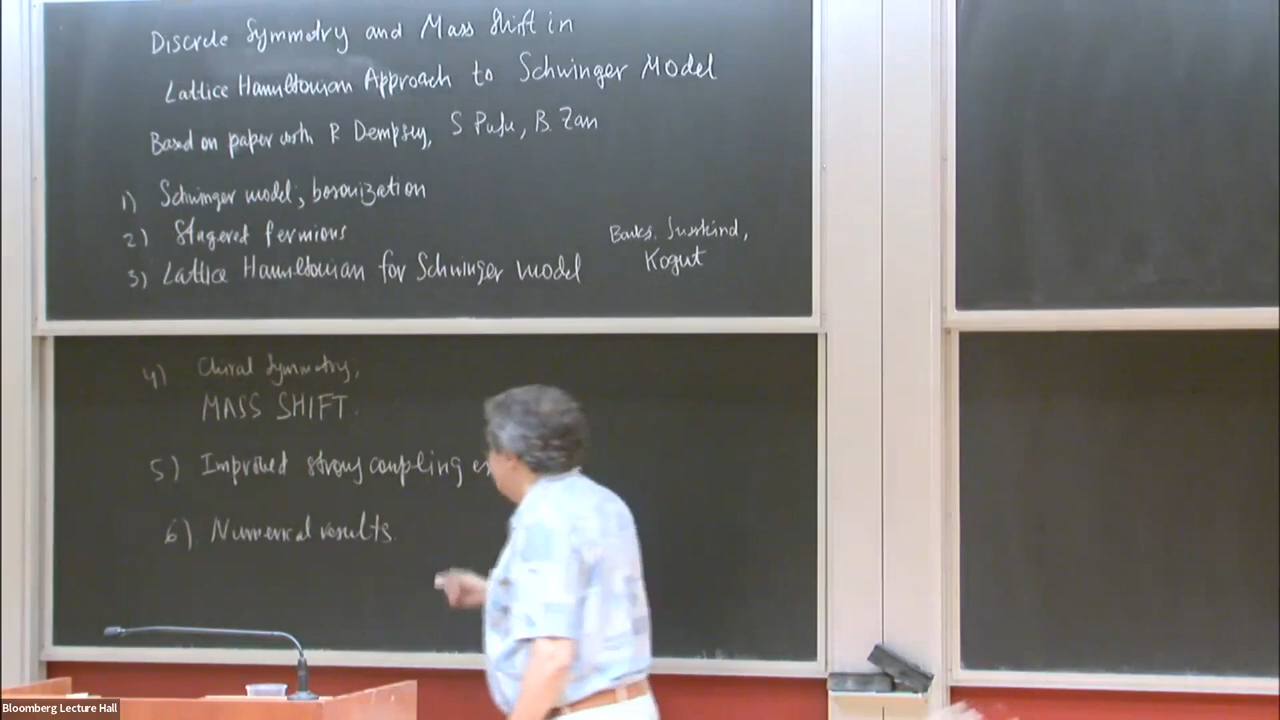 Discrete Symmetry and Mass Shift in
Lattice Hamiltonian Approach to Schwinger Model
Based on paper with R Dempsey, S Pufu, B. Zan
1) Schwinger model, bosonization
2) Stagered fermions
3) Lattice Hamiltonian for Schwinger model
Banks, Susskind,
Kogut
4) Chiral Symmetry,
MASS SHIFT.
5) Improved strong coupling
6) Numerical results.
Bloomberg Lecture Hall